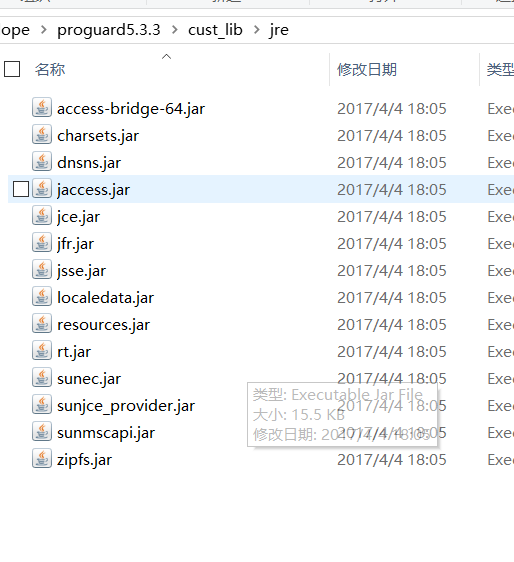 ope > proguard5.3.3 > cust_lib > jre
名称 修改日期 类型
access-bridge-64.jar 2017/4/4 18:05 Exec
charsets.jar 2017/4/4 18:05 Exec
dnsns.jar 2017/4/4 18:05 Exec
jaccess.jar 2017/4/4 18:05 Exec
jce.jar 2017/4/4 18:05 Exec
jfr.jar 2017/4/4 18:05 Exec
jsse.jar 2017/4/4 18:05 Exec
localedata.jar 2017/4/4 18:05 Exec
resources.jar 2017/4/4 18:05 Exec
rt.jar 2017/4/4 18:05 Exec
sunec.jar 2017/4/4 18:05 Exec
类型: Executable Jar File
sunjce_provider.jar 2017/4/4 18:05 Exec
大小: 15.5 KB
sunmscapi.jar 2017/4/4 18:05 Exec
修改日期: 2017/4/4 18:05
zipfs.jar 2017/4/4 18:05 Exec